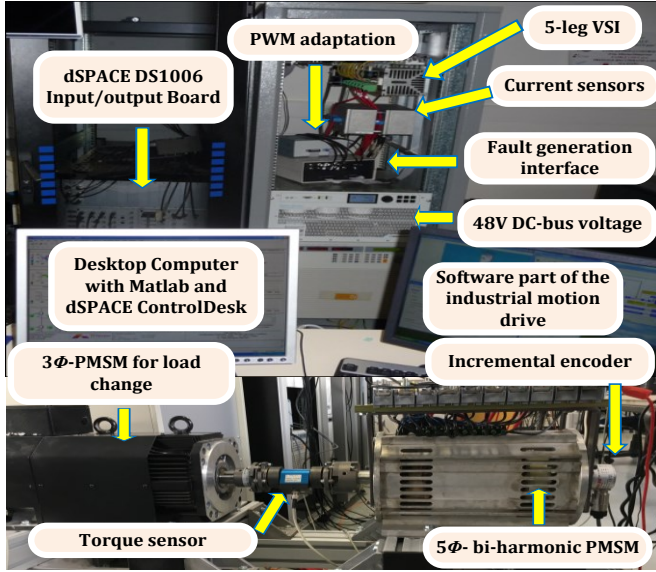 PWM adaptation
5-leg VSI
dSPACE DS1006
Input/output Board
Current sensors
Fault generation
interface
48V DC-bus voltage
Desktop Computer
with Matlab and
dSPACE ControlDesk
Software part of the
industrial motion
drive
3Φ-PMSM for load
change
Incremental encoder
Torque sensor
5Φ- bi-harmonic PMSM